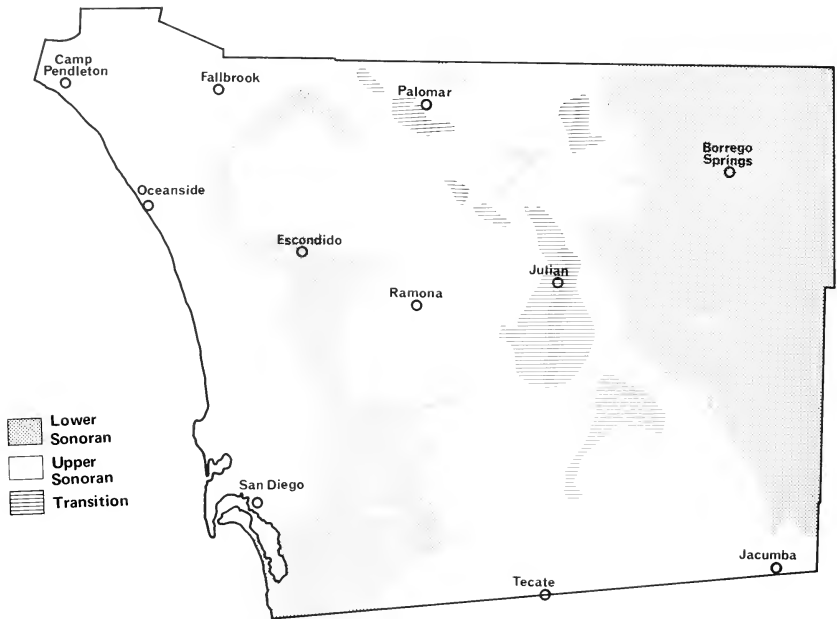 Camp
Pendleton
Fallbrook
Palomar
Borrego
Springs
Oceanside
Escondido
Julian
Ramona
Lower
Sonoran
Upper
Sonoran
Transition
San Diego
Jacumba
Tecate